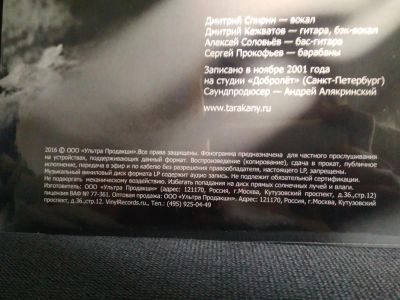 Дмитрий Спирин — вокал
Дмитрий Кежватов — гитара, бэк-вокал
Алексей Соловьёв — бас-гитара
Сергей Прокофьев — барабаны
Записано в ноябре 2001 года
на студии «Добролёт» (Санкт-Петербург)
Саундпродюсер — Андрей Алякринский
www.tarakany.ru
2016 © ООО «Ультра Продакшн».Все права защищены. Фонограмма предназначена для частного прослушивания
на устройствах, поддерживающих данный формат. Воспроизведение (копирование), сдача в прокат, публичное
исполнение, передача в эфир и по кабелю без разрешения правообладателя, настоящего LP, запрещены.
Музыкальный виниловый диск формата LP содержит аудио запись. Не подлежит обязательной сертификации.
Не подвергать механическому воздействию. Избегать попадания на диск прямых солнечных лучей и влаги.
Изготовитель: ООО «Ультра Продакшн» (адрес: 121170, Россия, г.Москва, Кутузовский проспект, д.36,стр.12)
лицензия ВАФ № 77-361. Оптовая продажа: ООО «Ультра Продакшн» (адрес: 121170, Россия, г.Москва, Кутузовский
проспект, д.36.,стр.12. VinylRecords.ru., Тел.: (495) 925-04-49